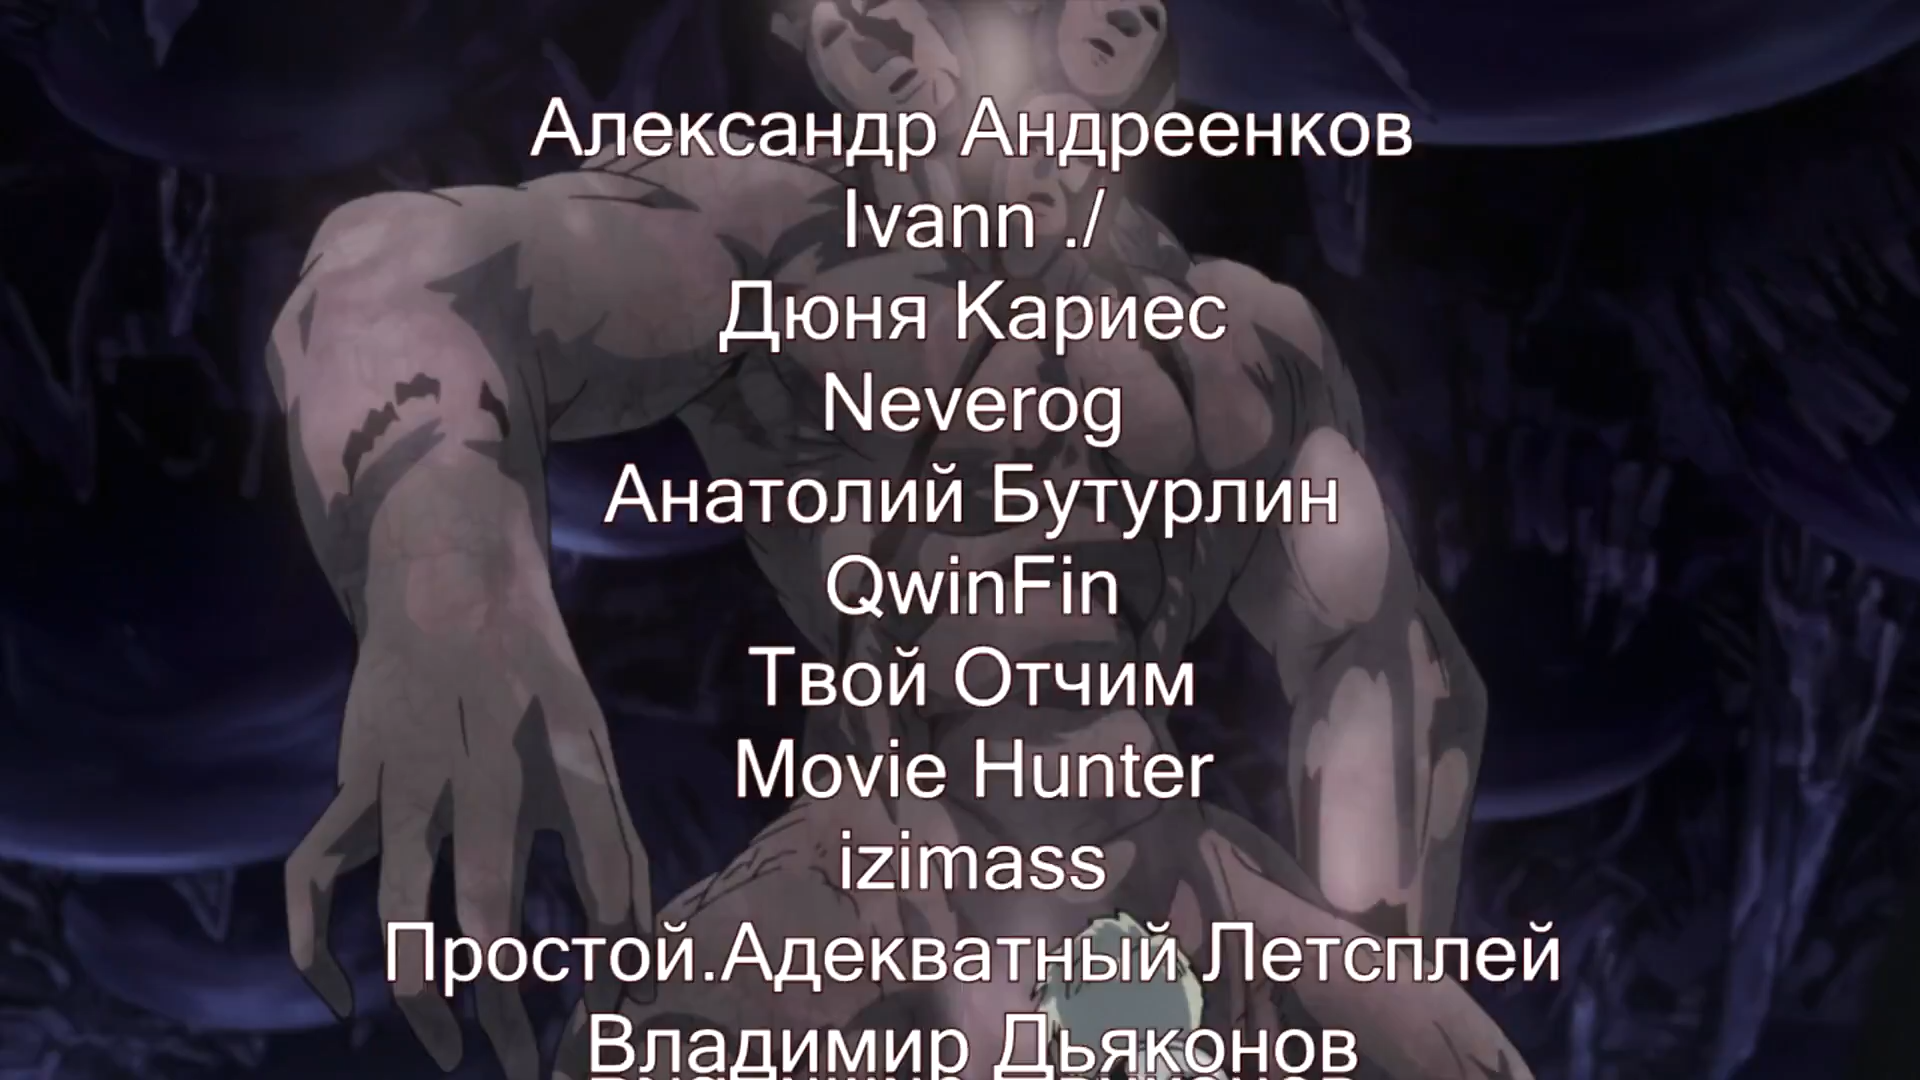 Александр Андреенков
Ivann ./
Дюня Кариес
Neverog
Анатолий Бутурлин
QwinFin
Твой Отчим
Movie Hunter
izimass
Простой.Адекватный Летсплей
Владимир Дьяконов